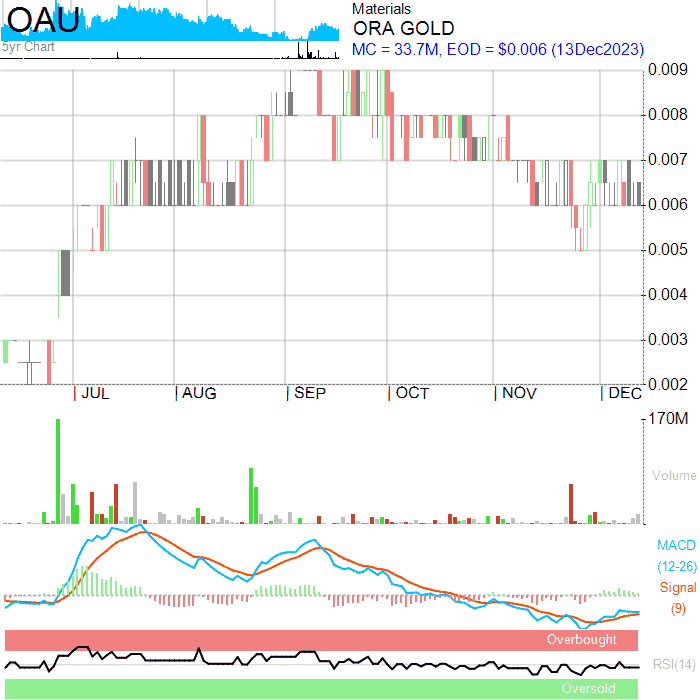 OAU
5yr Chart
Materials
ORA GOLD
MC = 33.7M, EOD = $0.006 (13Dec2023)
0.009
0.008
0.007
0.006
0.005
0.004
0.003
0.002
JUL AUG SEP OCT NOV DEC
170M
Volume
MACD
(12-26)
Signal
(9)
Overbought
RSI(14)
Oversold